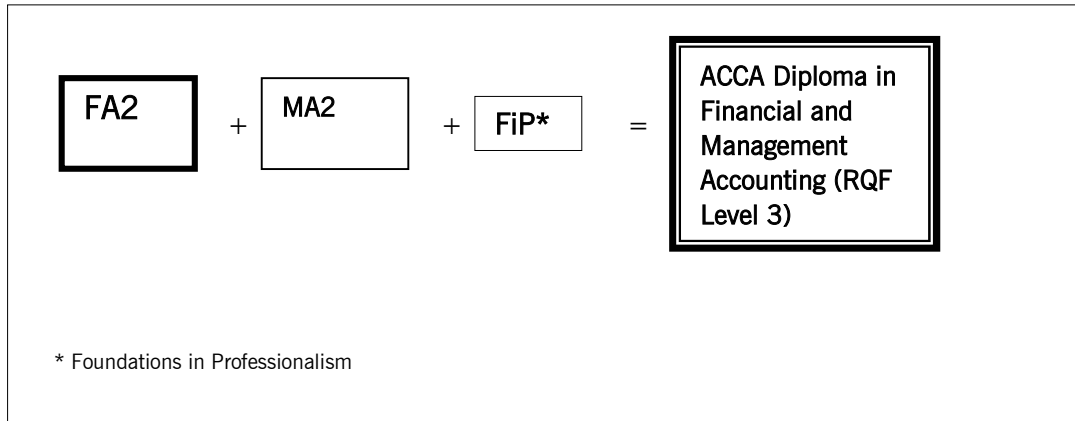 FA2 + MA2 + FiP* =
ACCA Diploma in
Financial and
Management
Accounting (RQF
Level 3)
* Foundations in Professionalism